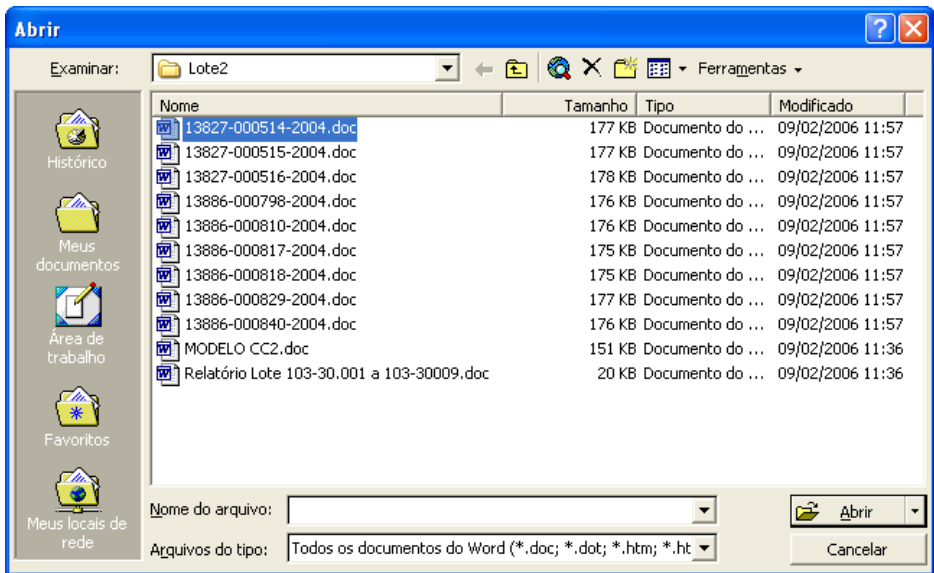 Abrir
Examinar: Lote2 Ferramentas
Histórico
Meus
documentos
Área de
trabalho
Favoritos
Meus locais de
rede
Nome Tamanho Tipo Modificado
13827-000514-2004.doc 177 KB Documento do ... 09/02/2006 11:57
13827-000515-2004.doc 177 KB Documento do ... 09/02/2006 11:57
13827-000516-2004.doc 178 KB Documento do ... 09/02/2006 11:57
13886-000798-2004.doc 176 KB Documento do ... 09/02/2006 11:57
13886-000810-2004.doc 176 KB Documento do ... 09/02/2006 11:57
13886-000817-2004.doc 175 KB Documento do ... 09/02/2006 11:57
13886-000818-2004.doc 175 KB Documento do ... 09/02/2006 11:57
13886-000829-2004.doc 177 KB Documento do ... 09/02/2006 11:57
13886-000840-2004.doc 176 KB Documento do ... 09/02/2006 11:57
MODELO CC2.doc 151 KB Documento do ... 09/02/2006 11:36
Relatório Lote 103-30.001 a 103-30009.doc 20 KB Documento do ... 09/02/2006 11:36
Nome do arquivo: Abrir
Arquivos do tipo: Todos os documentos do Word (*.doc; *.dot; *.htm; *.ht Cancelar